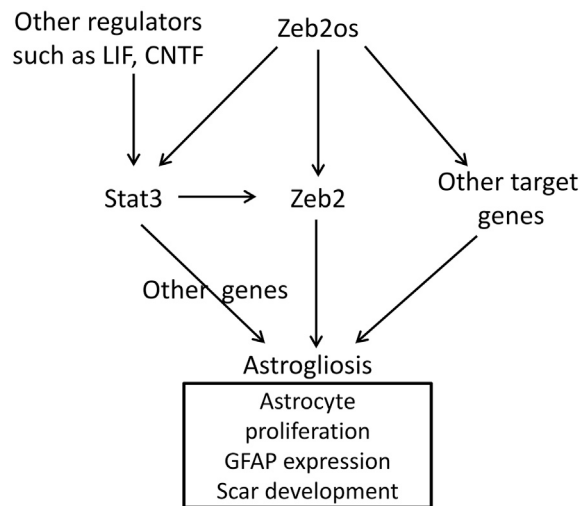 Other regulators
such as LIF, CNTF
Zeb2os
Stat3
Zeb2
Other target
genes
Other genes
Astrogliosis
Astrocyte
proliferation
GFAP expression
Scar development